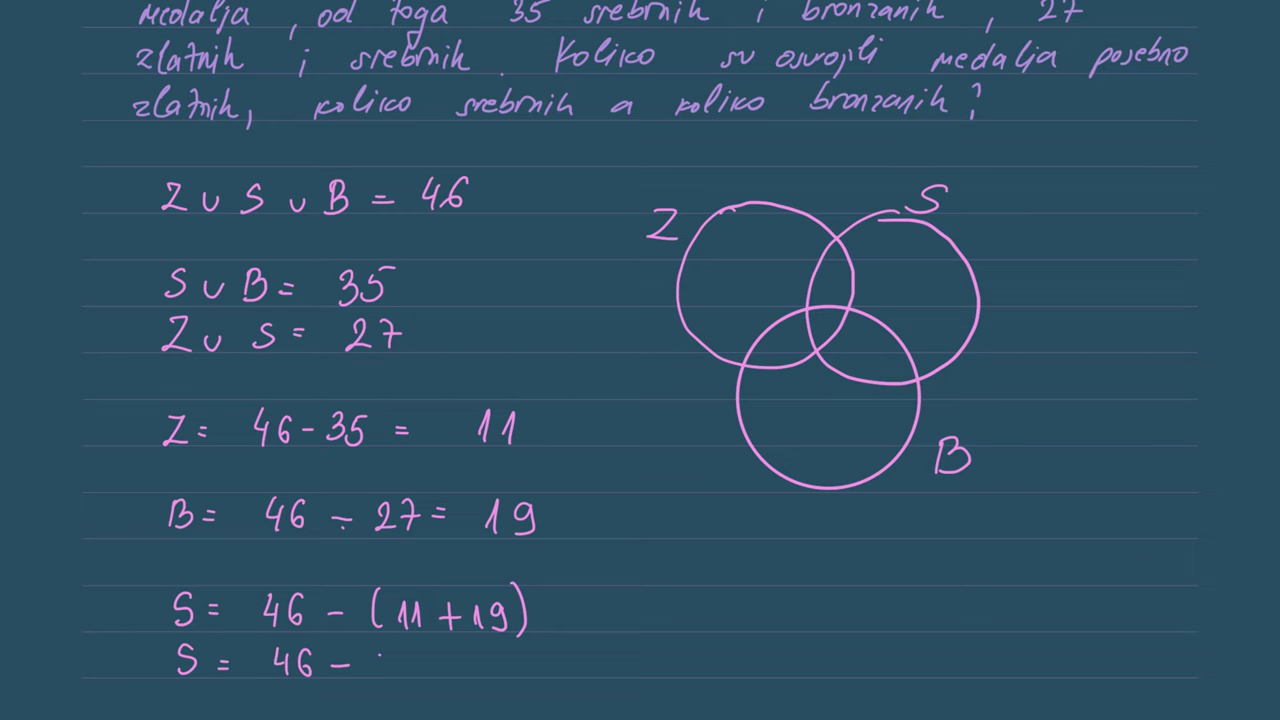 medalja, od toga 35 srebrnih i bronzanih, 27
zlatnih i srebrnih. Koliko su osvojili medalja posebno
zlatnih, koliko srebrnih a koliko bronzanih?
Z ∪ S ∪ B = 46
S ∪ B = 35
Z ∪ S = 27
Z = 46 - 35 = 11
B = 46 - 27 = 19
S = 46 - (11 + 19)
S = 46 -
Z
S
B